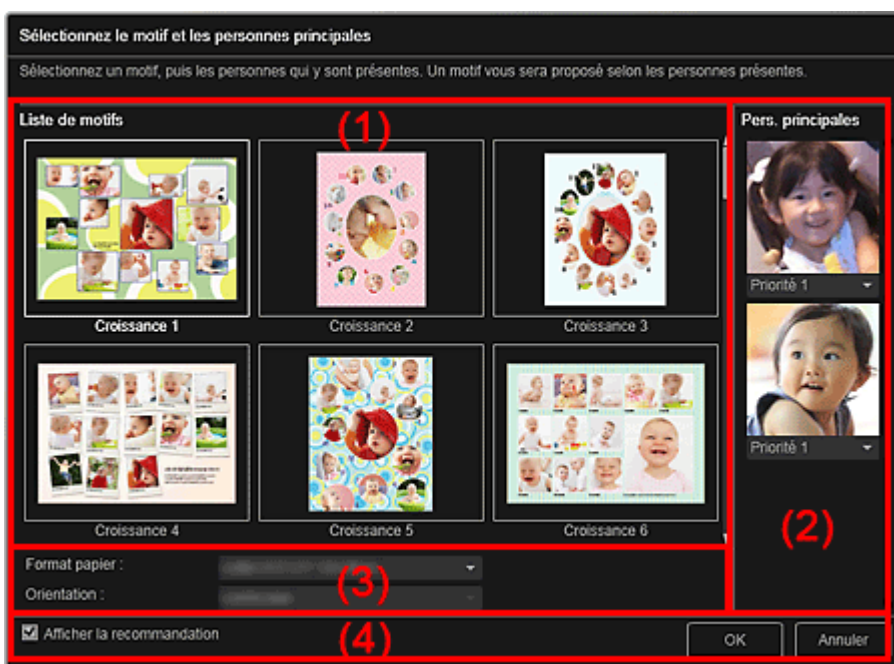 Sélectionnez le motif et les personnes principales
Sélectionnez un motif, puis les personnes qui y sont présentes. Un motif vous sera proposé selon les personnes présentes.
Liste de motifs
(1)
Pers. principales
Croissance 1
Croissance 2
Croissance 3
Priorité 1
Croissance 4
Croissance 5
Croissance 6
Priorité 1
(2)
Format papier :
(3)
Orientation :
Afficher la recommandation
(4)
OK
Annuler